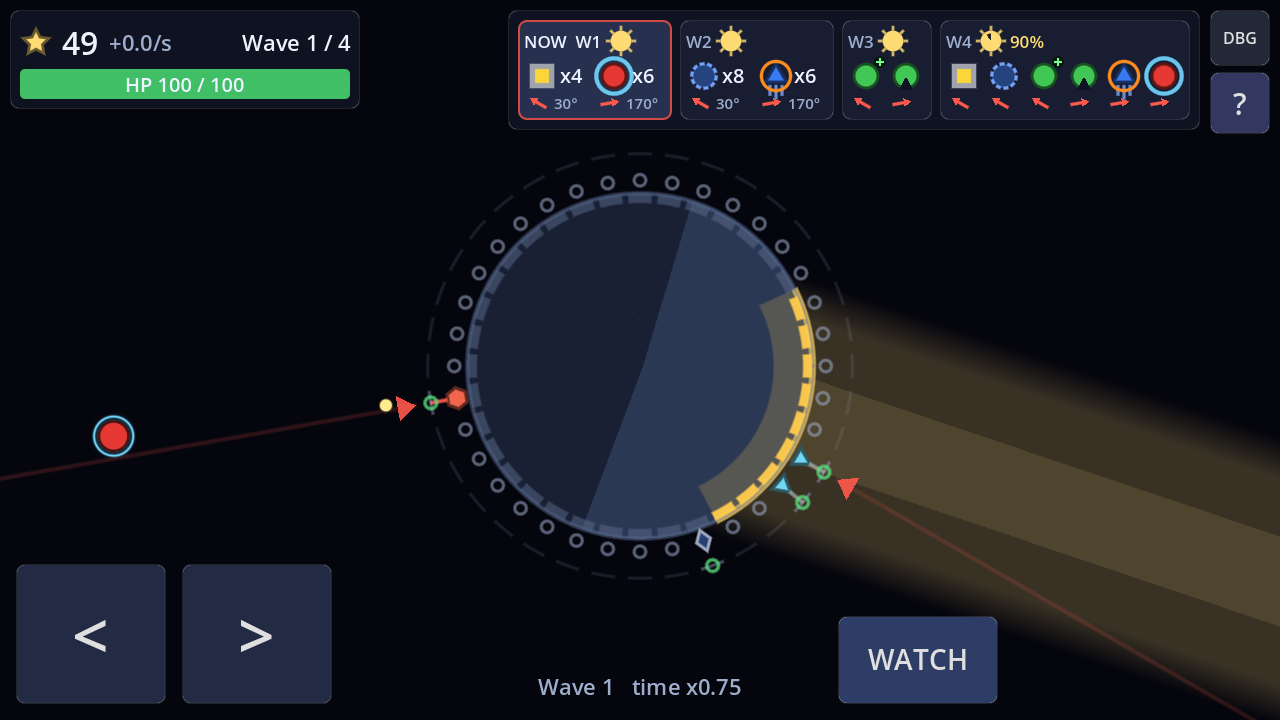 49 +0.0/s Wave 1 / 4
HP 100 / 100
NOW W1
x4 x6
30° 170°
W2
x8 x6
30° 170°
W3
W4 90%
DBG
?
< >
WATCH
Wave 1 time x0.75